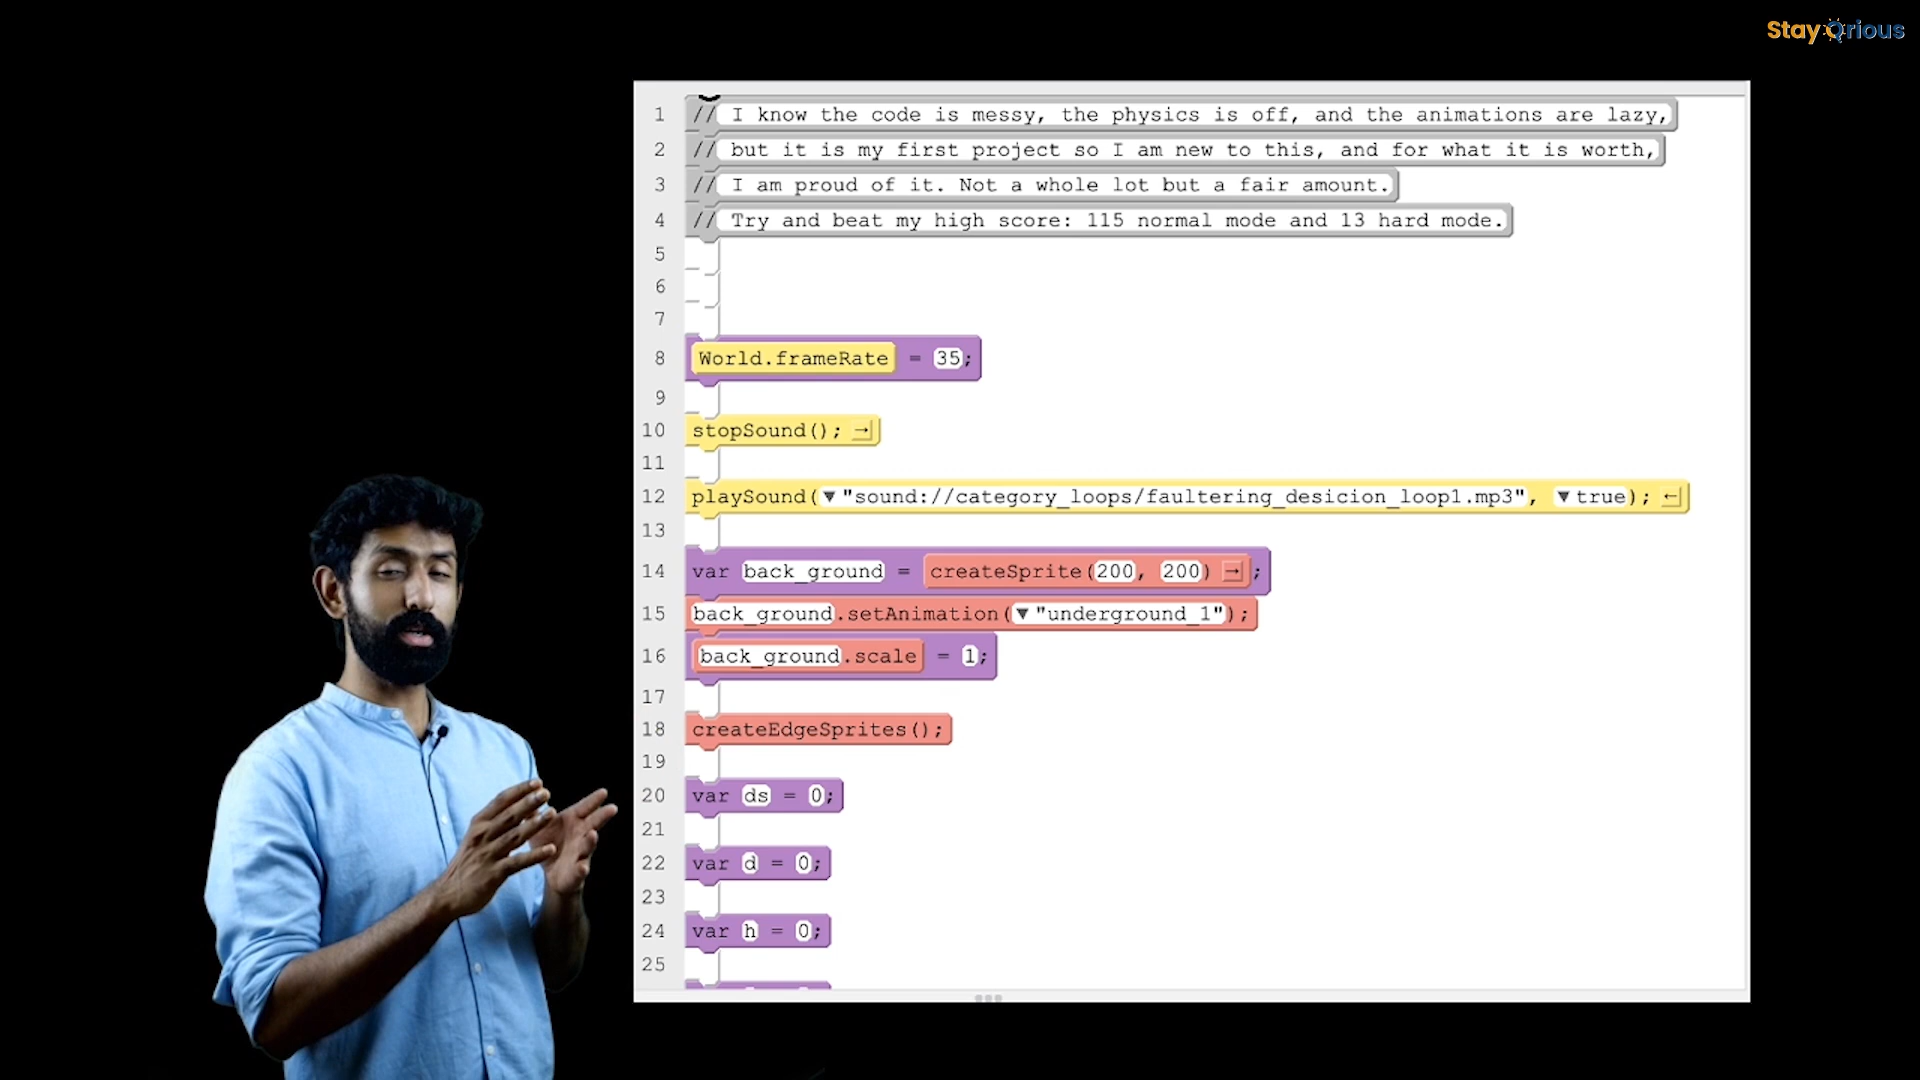 StayQrious
1 // I know the code is messy, the physics is off, and the animations are lazy,
2 // but it is my first project so I am new to this, and for what it is worth,
3 // I am proud of it. Not a whole lot but a fair amount.
4 // Try and beat my high score: 115 normal mode and 13 hard mode.
5
6
7
8 World.frameRate = 35;
9
10 stopSound(); →
11
12 playSound(▼"sound://category_loops/faultering_desicion_loop1.mp3", ▼true); ←
13
14 var back_ground = createSprite(200, 200) → ;
15 back_ground.setAnimation(▼"underground_1");
16 back_ground.scale = 1;
17
18 createEdgeSprites();
19
20 var ds = 0;
21
22 var d = 0;
23
24 var h = 0;
25